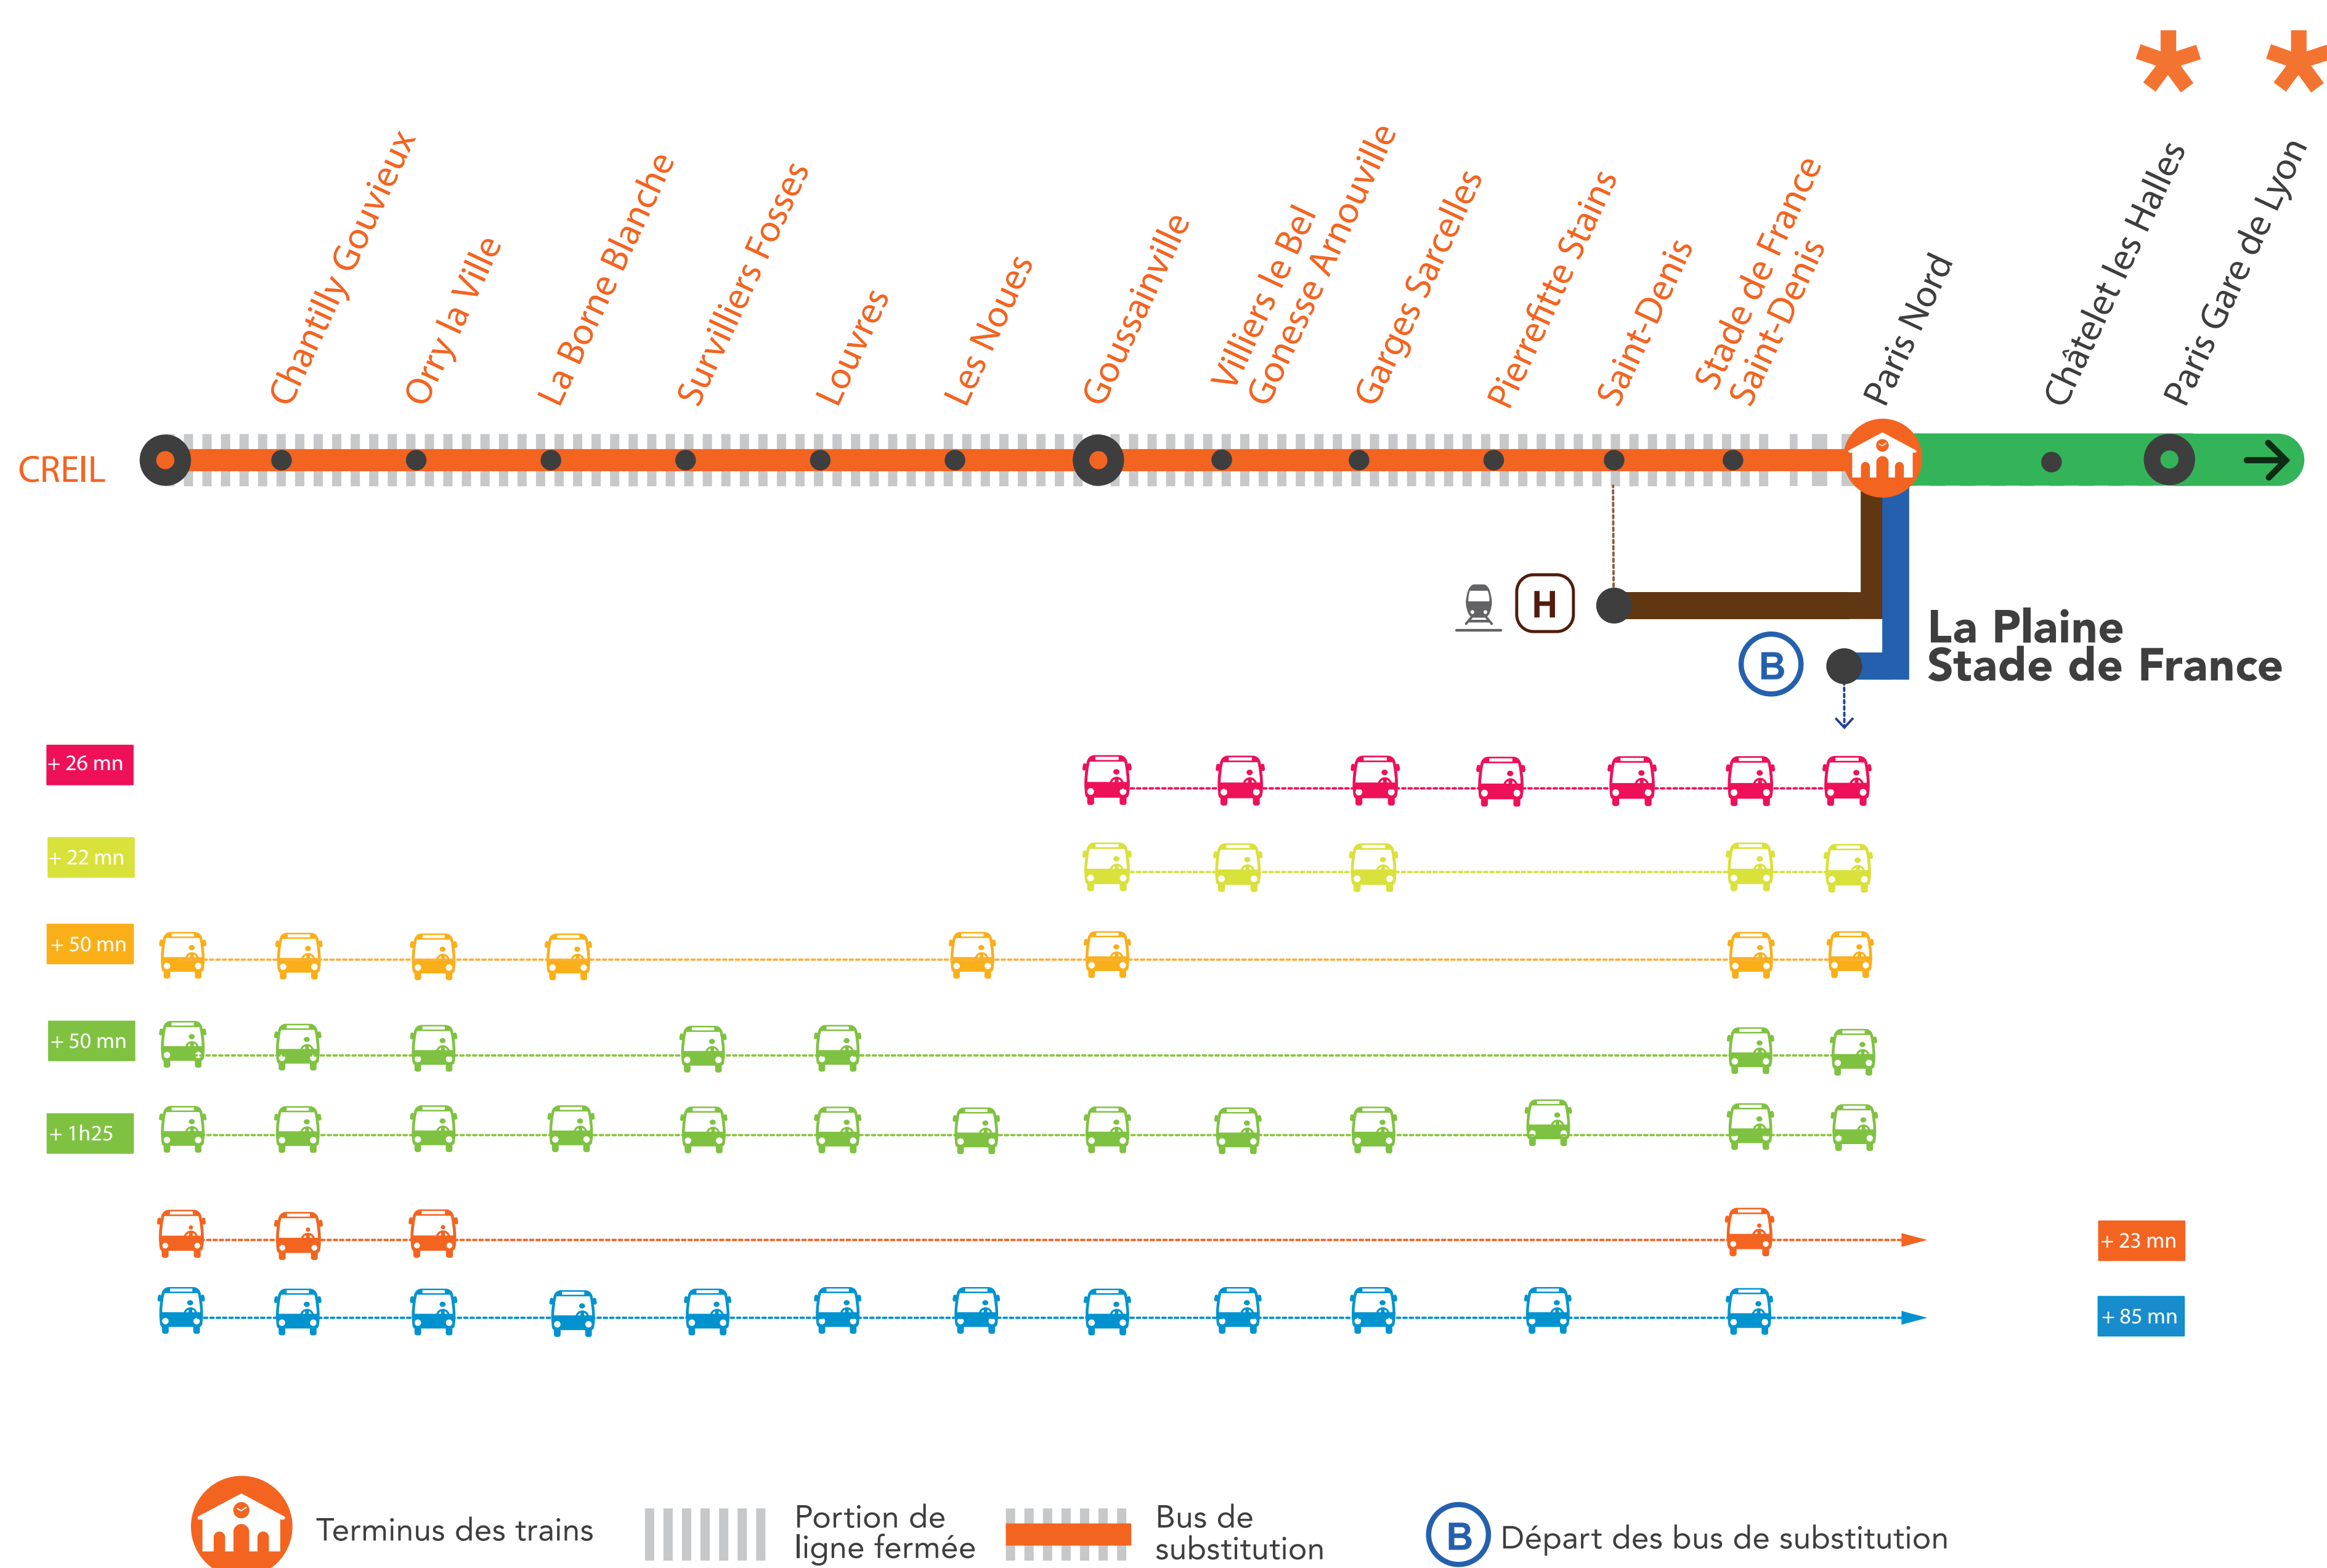 * *
Chantilly Gouvieux
Orry la Ville
La Borne Blanche
Survilliers Fosses
Louvres
Les Noues
Goussainville
Villiers le Bel
Gonesse Arnouville
Garges Sarcelles
Pierrefitte Stains
Saint-Denis
Stade de France
Saint-Denis
Paris Nord
Châtelet les Halles
Paris Gare de Lyon
CREIL
H
B
La Plaine
Stade de France
+ 26 mn
+ 22 mn
+ 50 mn
+ 50 mn
+ 1h25
+ 23 mn
+ 85 mn
Terminus des trains
Portion de
ligne fermée
Bus de
substitution
B
Départ des bus de substitution